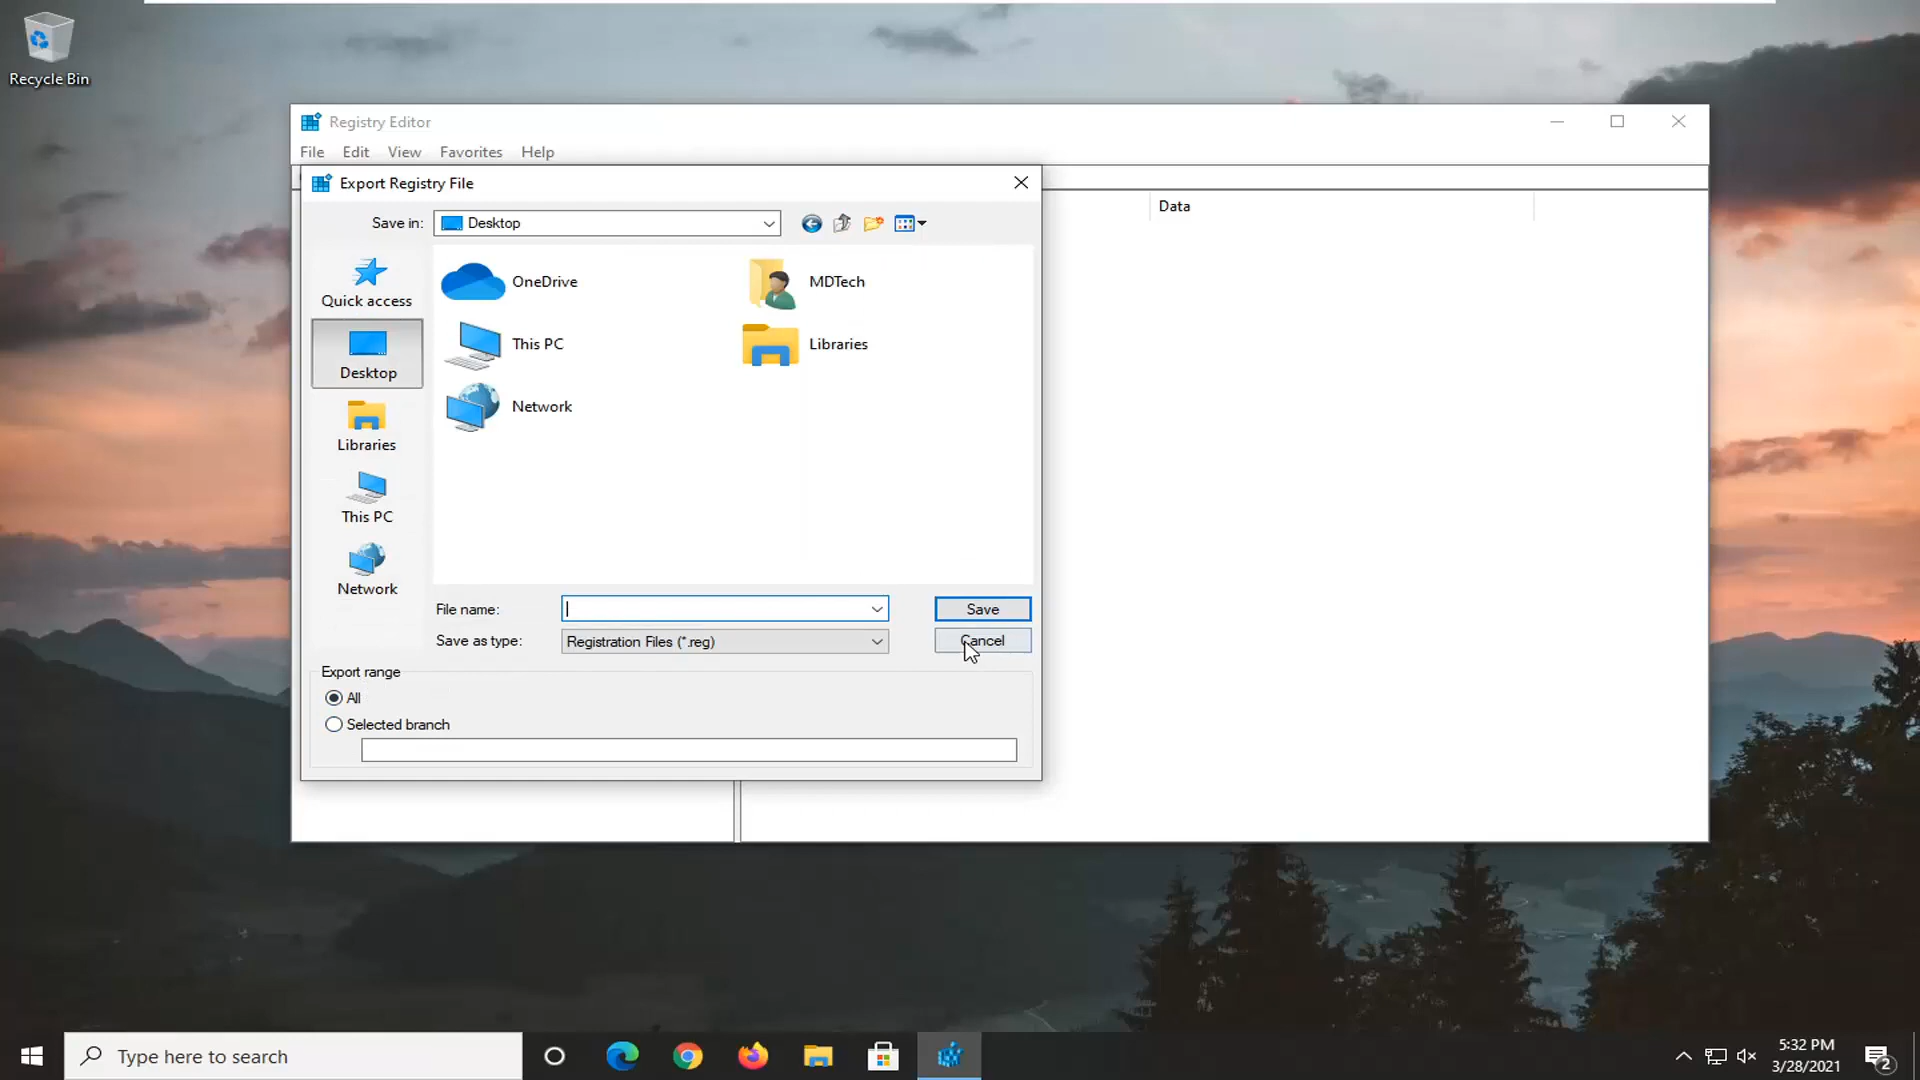 Recycle Bin
Registry Editor
File Edit View Favorites Help
Export Registry File
Save in: Desktop
Data
Quick access
Desktop
Libraries
This PC
Network
OneDrive
MDTech
This PC
Libraries
Network
File name:
Save
Save as type: Registration Files (*.reg)
Cancel
Export range
All
Selected branch
Type here to search
5:32 PM
3/28/2021
2